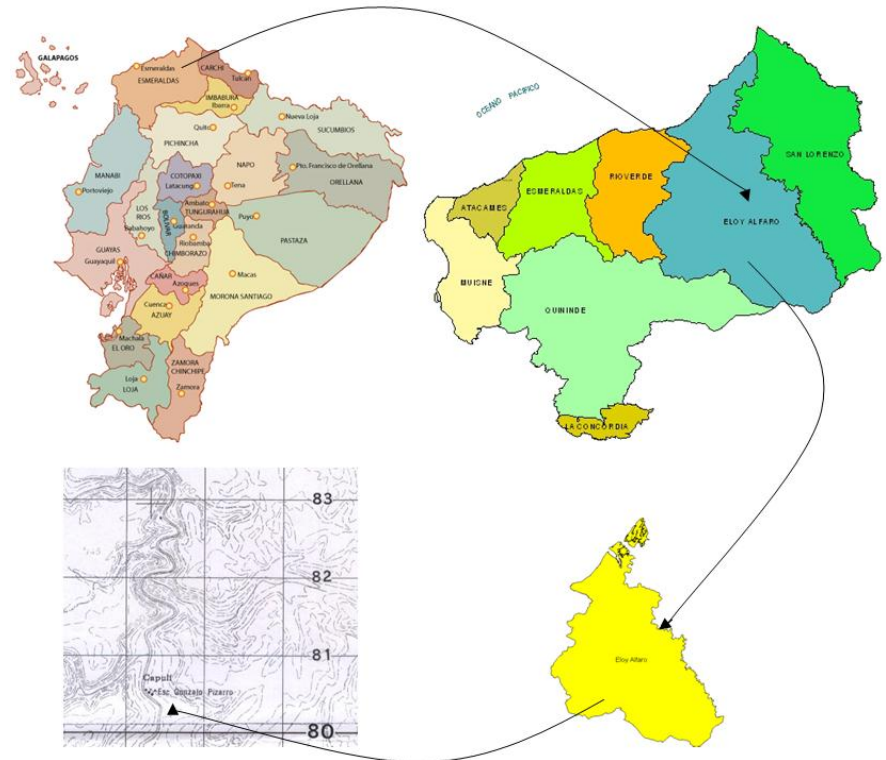 GALAPAGOS
Esmeraldas
ESMERALDAS
CARCHI
Tulcan
IMBABURA
Ibarra
Nueva Loja
SUCUMBIOS
Quito
PICHINCHA
MANABI
Portoviejo
COTOPAXI
Latacung
NAPO
Tena
Pto. Francisco de Orellana
ORELLANA
Ambato
TUNGURAHUA
LOS
RIOS
Babahoyo
BOLIVAR
Guaranda
Riobamba
CHIMBORAZO
Puyo
PASTAZA
GUAYAS
Guayaquil
Macas
CAÑAR
Azogues
MORONA SANTIAGO
Cuenca
AZUAY
Machala
EL ORO
ZAMORA
CHINCHIPE
Loja
LOJA
Zamora
OCEANO PACIFICO
SAN LORENZO
RIOVERDE
ESMERALDAS
ATACAMES
ELOY ALFARO
MUISNE
QUININDE
LA CONCORDIA
83
82
81
Capulí
Esc Gonzalo Pizarro
80
Eloy Alfaro